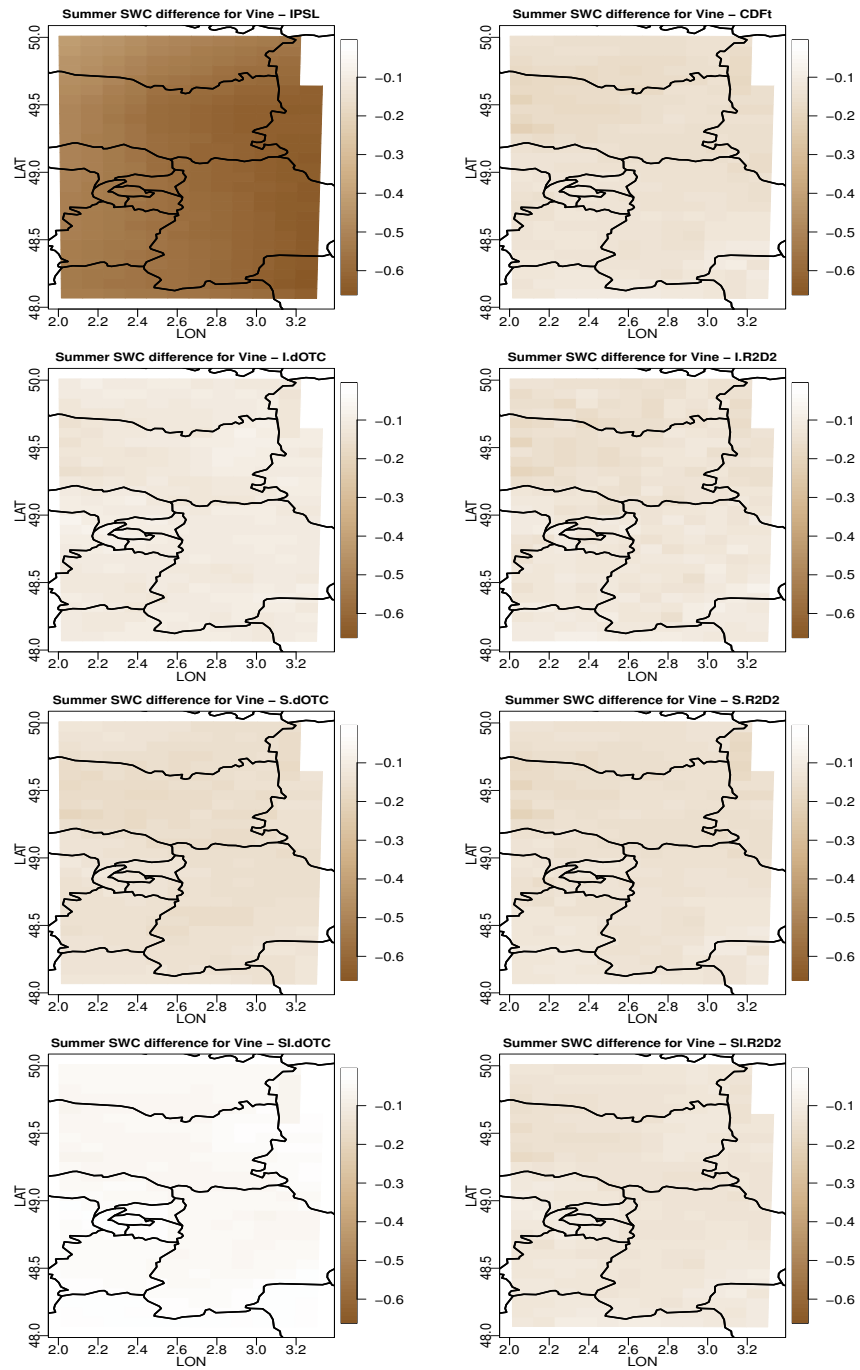 Summer SWC difference for Vine − IPSL
LAT
50.0
49.5
49.0
48.5
48.0
2.0 2.2 2.4 2.6 2.8 3.0 3.2
LON
−0.1
−0.2
−0.3
−0.4
−0.5
−0.6
Summer SWC difference for Vine − CDFt
LAT
50.0
49.5
49.0
48.5
48.0
2.0 2.2 2.4 2.6 2.8 3.0 3.2
LON
−0.1
−0.2
−0.3
−0.4
−0.5
−0.6
Summer SWC difference for Vine − I.dOTC
LAT
50.0
49.5
49.0
48.5
48.0
2.0 2.2 2.4 2.6 2.8 3.0 3.2
LON
−0.1
−0.2
−0.3
−0.4
−0.5
−0.6
Summer SWC difference for Vine − I.R2D2
LAT
50.0
49.5
49.0
48.5
48.0
2.0 2.2 2.4 2.6 2.8 3.0 3.2
LON
−0.1
−0.2
−0.3
−0.4
−0.5
−0.6
Summer SWC difference for Vine − S.dOTC
LAT
50.0
49.5
49.0
48.5
48.0
2.0 2.2 2.4 2.6 2.8 3.0 3.2
LON
−0.1
−0.2
−0.3
−0.4
−0.5
−0.6
Summer SWC difference for Vine − S.R2D2
LAT
50.0
49.5
49.0
48.5
48.0
2.0 2.2 2.4 2.6 2.8 3.0 3.2
LON
−0.1
−0.2
−0.3
−0.4
−0.5
−0.6
Summer SWC difference for Vine − SI.dOTC
LAT
50.0
49.5
49.0
48.5
48.0
2.0 2.2 2.4 2.6 2.8 3.0 3.2
LON
−0.1
−0.2
−0.3
−0.4
−0.5
−0.6
Summer SWC difference for Vine − SI.R2D2
LAT
50.0
49.5
49.0
48.5
48.0
2.0 2.2 2.4 2.6 2.8 3.0 3.2
LON
−0.1
−0.2
−0.3
−0.4
−0.5
−0.6